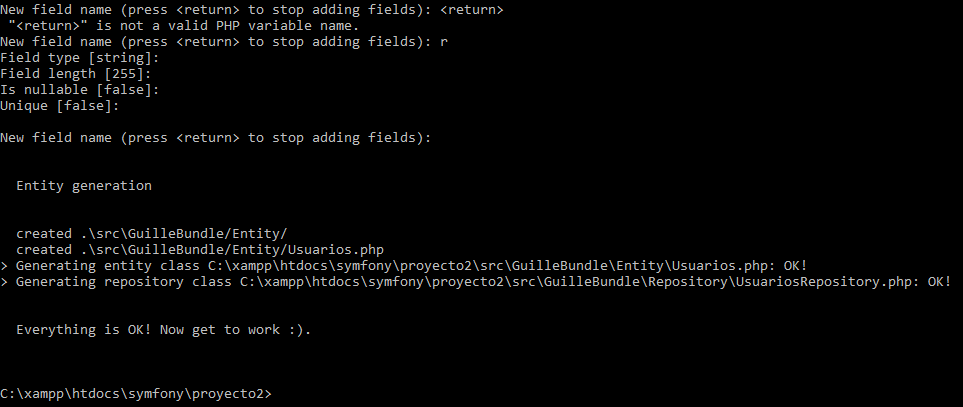 New field name (press <return> to stop adding fields): <return>
"<return>" is not a valid PHP variable name.
New field name (press <return> to stop adding fields): r
Field type [string]:
Field length [255]:
Is nullable [false]:
Unique [false]:
New field name (press <return> to stop adding fields):
Entity generation
created .\src\GuilleBundle/Entity/
created .\src\GuilleBundle/Entity/Usuarios.php
> Generating entity class C:\xampp\htdocs\symfony\proyecto2\src\GuilleBundle\Entity\Usuarios.php: OK!
> Generating repository class C:\xampp\htdocs\symfony\proyecto2\src\GuilleBundle\Repository\UsuariosRepository.php: OK!
Everything is OK! Now get to work :).
C:\xampp\htdocs\symfony\proyecto2>